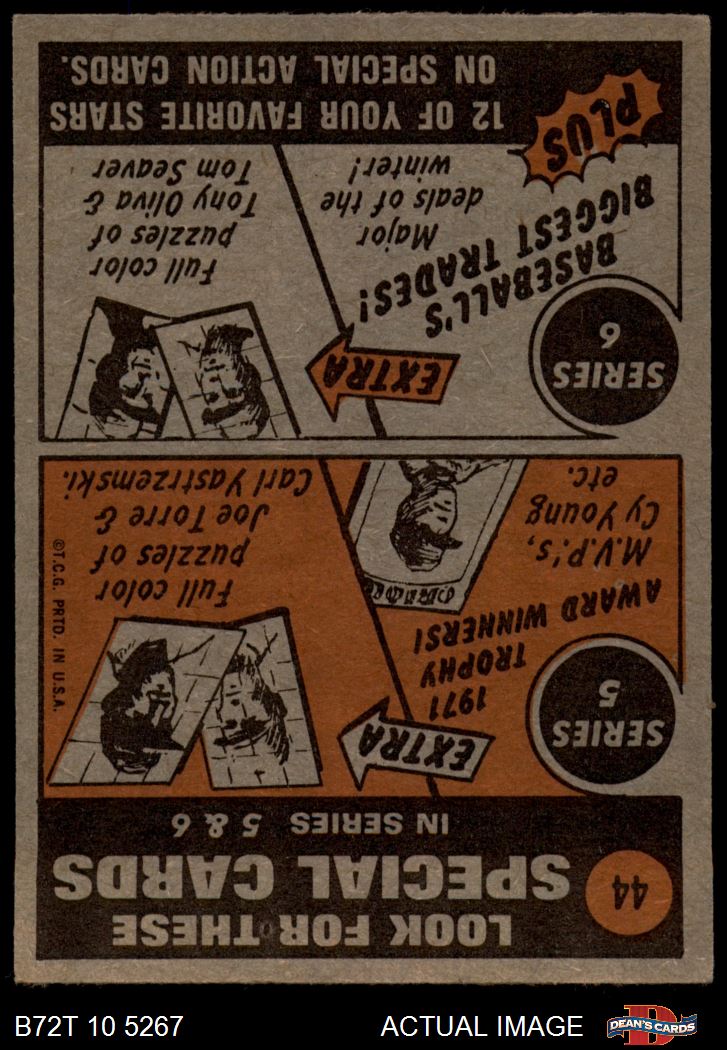 44
LOOK FOR THESE
SPECIAL CARDS
IN SERIES 5 & 6
SERIES
5
EXTRA
1971
TROPHY
AWARD WINNERS!
M.V.P.'s,
Cy Young
etc.
Full color
puzzles of
Joe Torre &
Carl Yastrzemski.
©T.C.G. PRTD. IN U.S.A.
SERIES
6
EXTRA
BASEBALL'S
BIGGEST TRADES!
Major
deals of the
winter!
Full color
puzzles of
Tony Oliva &
Tom Seaver
PLUS
12 OF YOUR FAVORITE STARS
ON SPECIAL ACTION CARDS.
B72T 10 5267
ACTUAL IMAGE
DEAN'S CARDS